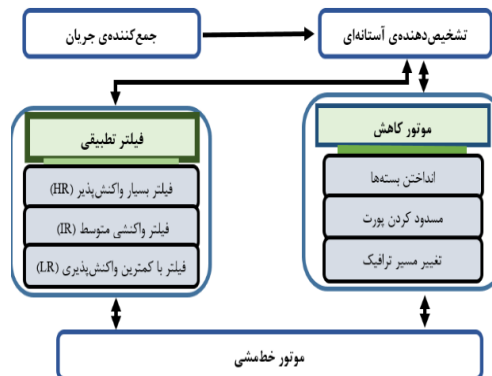 تشخیص‌دهنده‌ی آستانه‌ای
جمع‌کننده‌ی جریان
موتور کاهش
انداختن بسته‌ها
مسدود کردن پورت
تغییر مسیر ترافیک
فیلتر تطبیقی
فیلتر بسیار واکنش‌پذیر (HR)
فیلتر واکنشی متوسط (IR)
فیلتر با کمترین واکنش‌پذیری (LR)
موتور خط‌مشی